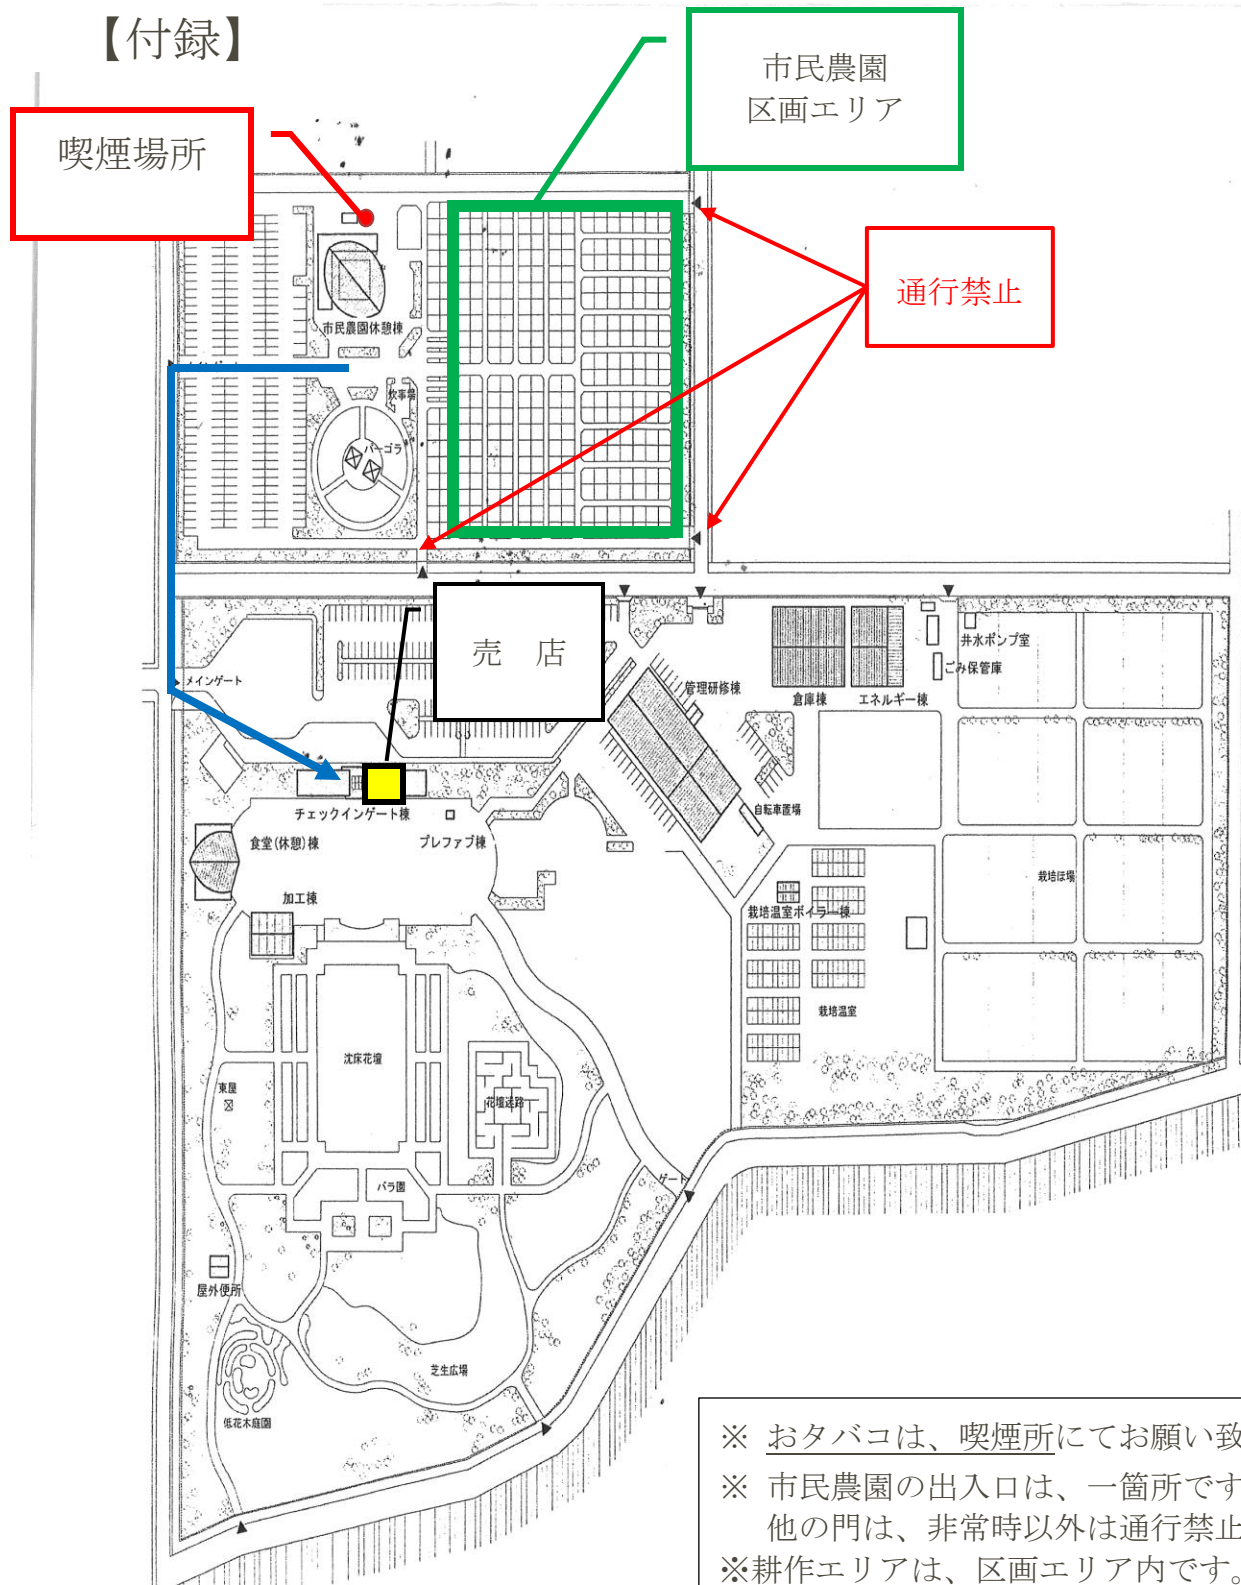 【付録】
市民農園
区画エリア
喫煙場所
通行禁止
市民農園休憩棟
炊事場
パーゴラ
売 店
メインゲート
井水ポンプ室
ごみ保管庫
管理研修棟
倉庫棟
エネルギー棟
自転車置場
チェックインゲート棟
プレファブ棟
食堂(休憩)棟
加工棟
栽培ほ場
栽培温室ボイラー棟
栽培温室
沈床花壇
東屋
花壇迷路
バラ園
ゲート
屋外便所
芝生広場
低花木庭園
※ おタバコは、喫煙所にてお願い致
※ 市民農園の出入口は、一箇所です
他の門は、非常時以外は通行禁止
※耕作エリアは、区画エリア内です。